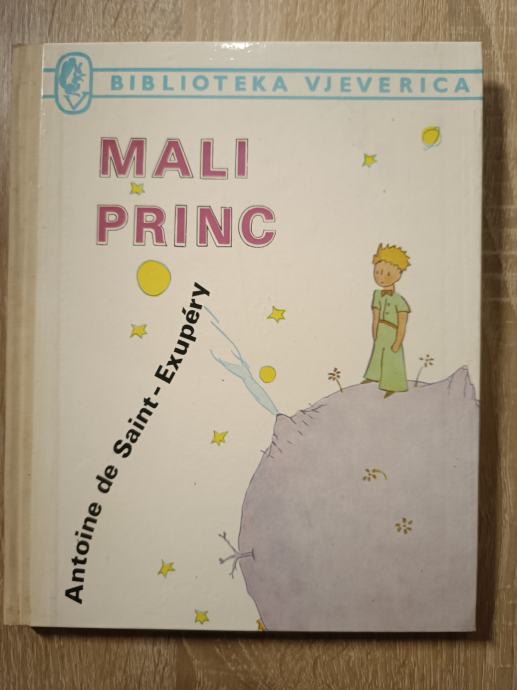 BIBLIOTEKA VJEVERICA
MALI
PRINC
Antoine de Saint-Exupéry